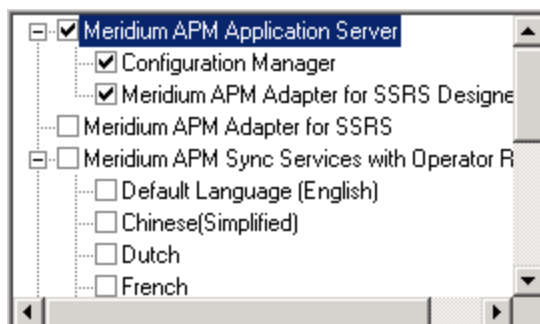 Meridium APM Application Server
Configuration Manager
Meridium APM Adapter for SSRS Designe
Meridium APM Adapter for SSRS
Meridium APM Sync Services with Operator R
Default Language (English)
Chinese(Simplified)
Dutch
French